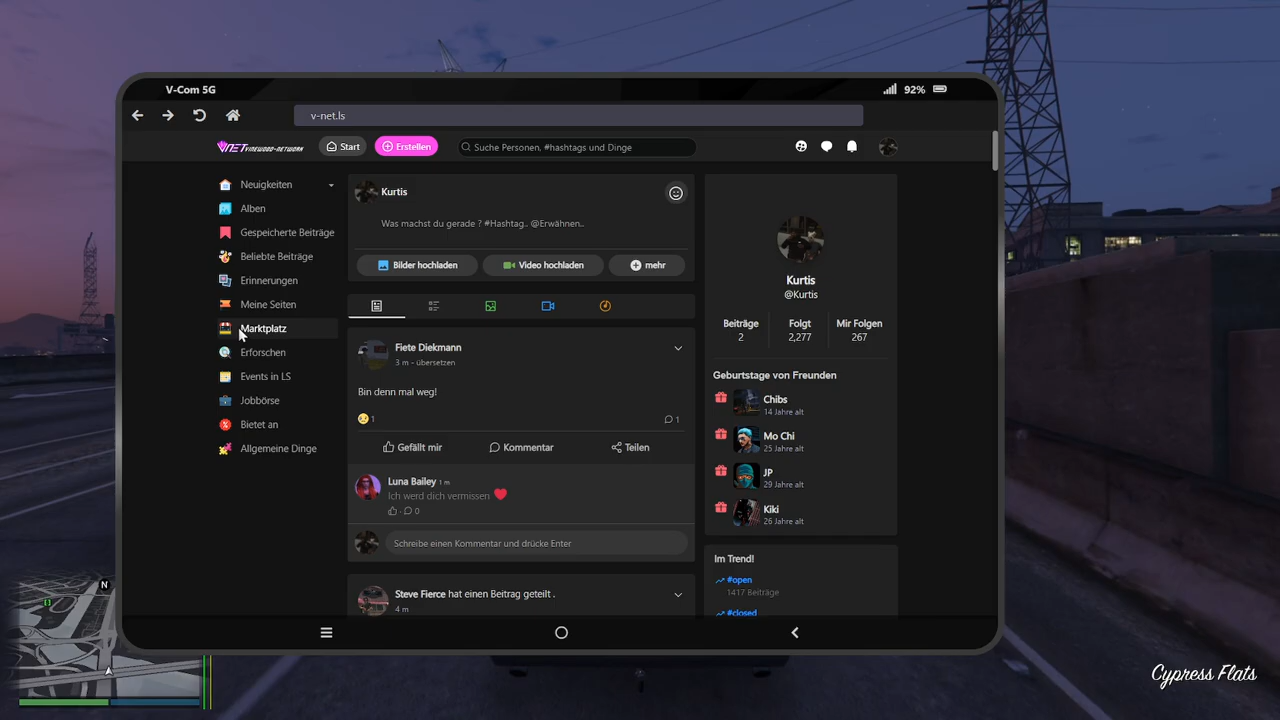 V-Com 5G
92%
v-net.ls
VNET VINEWOOD-NETWORK
Start
Erstellen
Suche Personen, #hashtags und Dinge
Neuigkeiten
Alben
Gespeicherte Beiträge
Beliebte Beiträge
Erinnerungen
Meine Seiten
Marktplatz
Erforschen
Events in LS
Jobbörse
Bietet an
Allgemeine Dinge
Kurtis
Was machst du gerade ? #Hashtag.. @Erwähnen..
Bilder hochladen
Video hochladen
mehr
Fiete Diekmann
3 m - übersetzen
Bin denn mal weg!
1
1
Gefällt mir
Kommentar
Teilen
Luna Bailey 1 m
Ich werd dich vermissen
0
Schreibe einen Kommentar und drücke Enter
Steve Fierce hat einen Beitrag geteilt .
4 m
Kurtis
@Kurtis
Beiträge
2
Folgt
2,277
Mir Folgen
267
Geburtstage von Freunden
Chibs
14 Jahre alt
Mo Chi
25 Jahre alt
JP
29 Jahre alt
Kiki
26 Jahre alt
Im Trend!
#open
1417 Beiträge
#closed
N
Cypress Flats